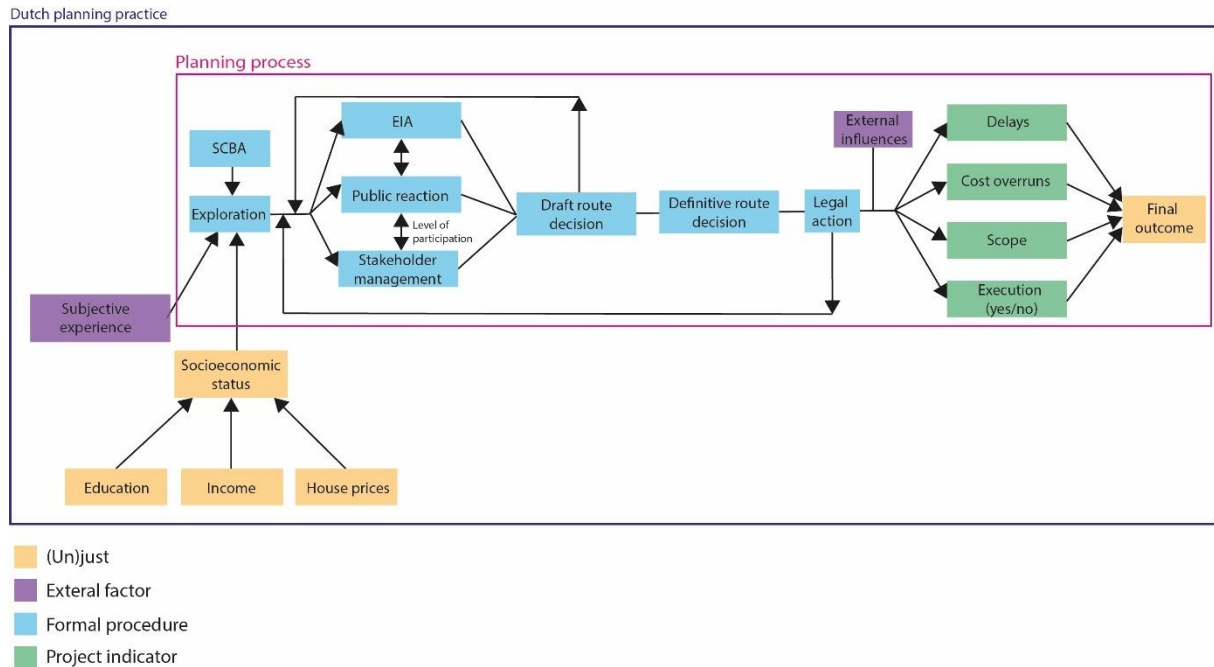 Dutch planning practice
Planning process
SCBA
Exploration
EIA
Public reaction
Level of
participation
Stakeholder
management
Draft route
decision
Definitive route
decision
Legal
action
External
influences
Delays
Cost overruns
Scope
Execution
(yes/no)
Final
outcome
Subjective
experience
Socioeconomic
status
Education
Income
House prices
(Un)just
Exteral factor
Formal procedure
Project indicator